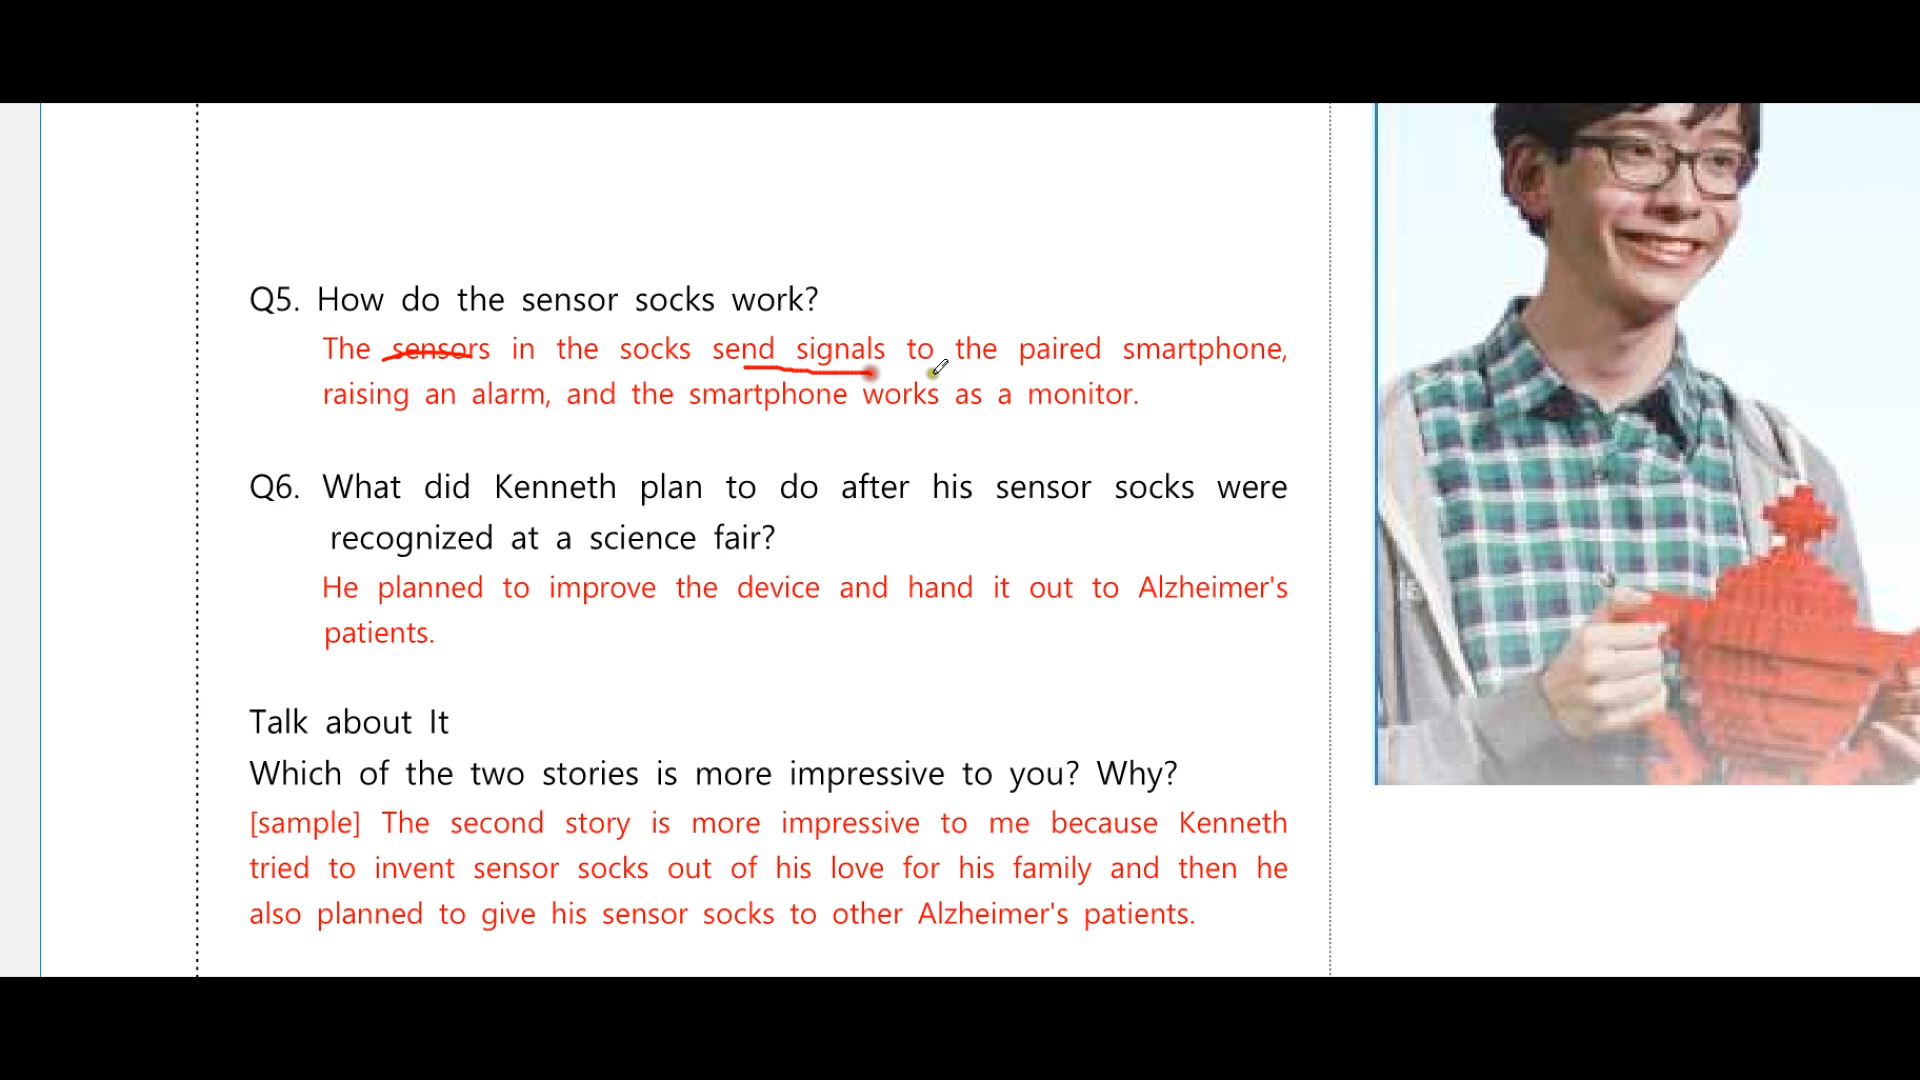 Q5. How do the sensor socks work?
The sensors in the socks send signals to the paired smartphone,
raising an alarm, and the smartphone works as a monitor.
Q6. What did Kenneth plan to do after his sensor socks were
recognized at a science fair?
He planned to improve the device and hand it out to Alzheimer's
patients.
Talk about It
Which of the two stories is more impressive to you? Why?
[sample] The second story is more impressive to me because Kenneth
tried to invent sensor socks out of his love for his family and then he
also planned to give his sensor socks to other Alzheimer's patients.